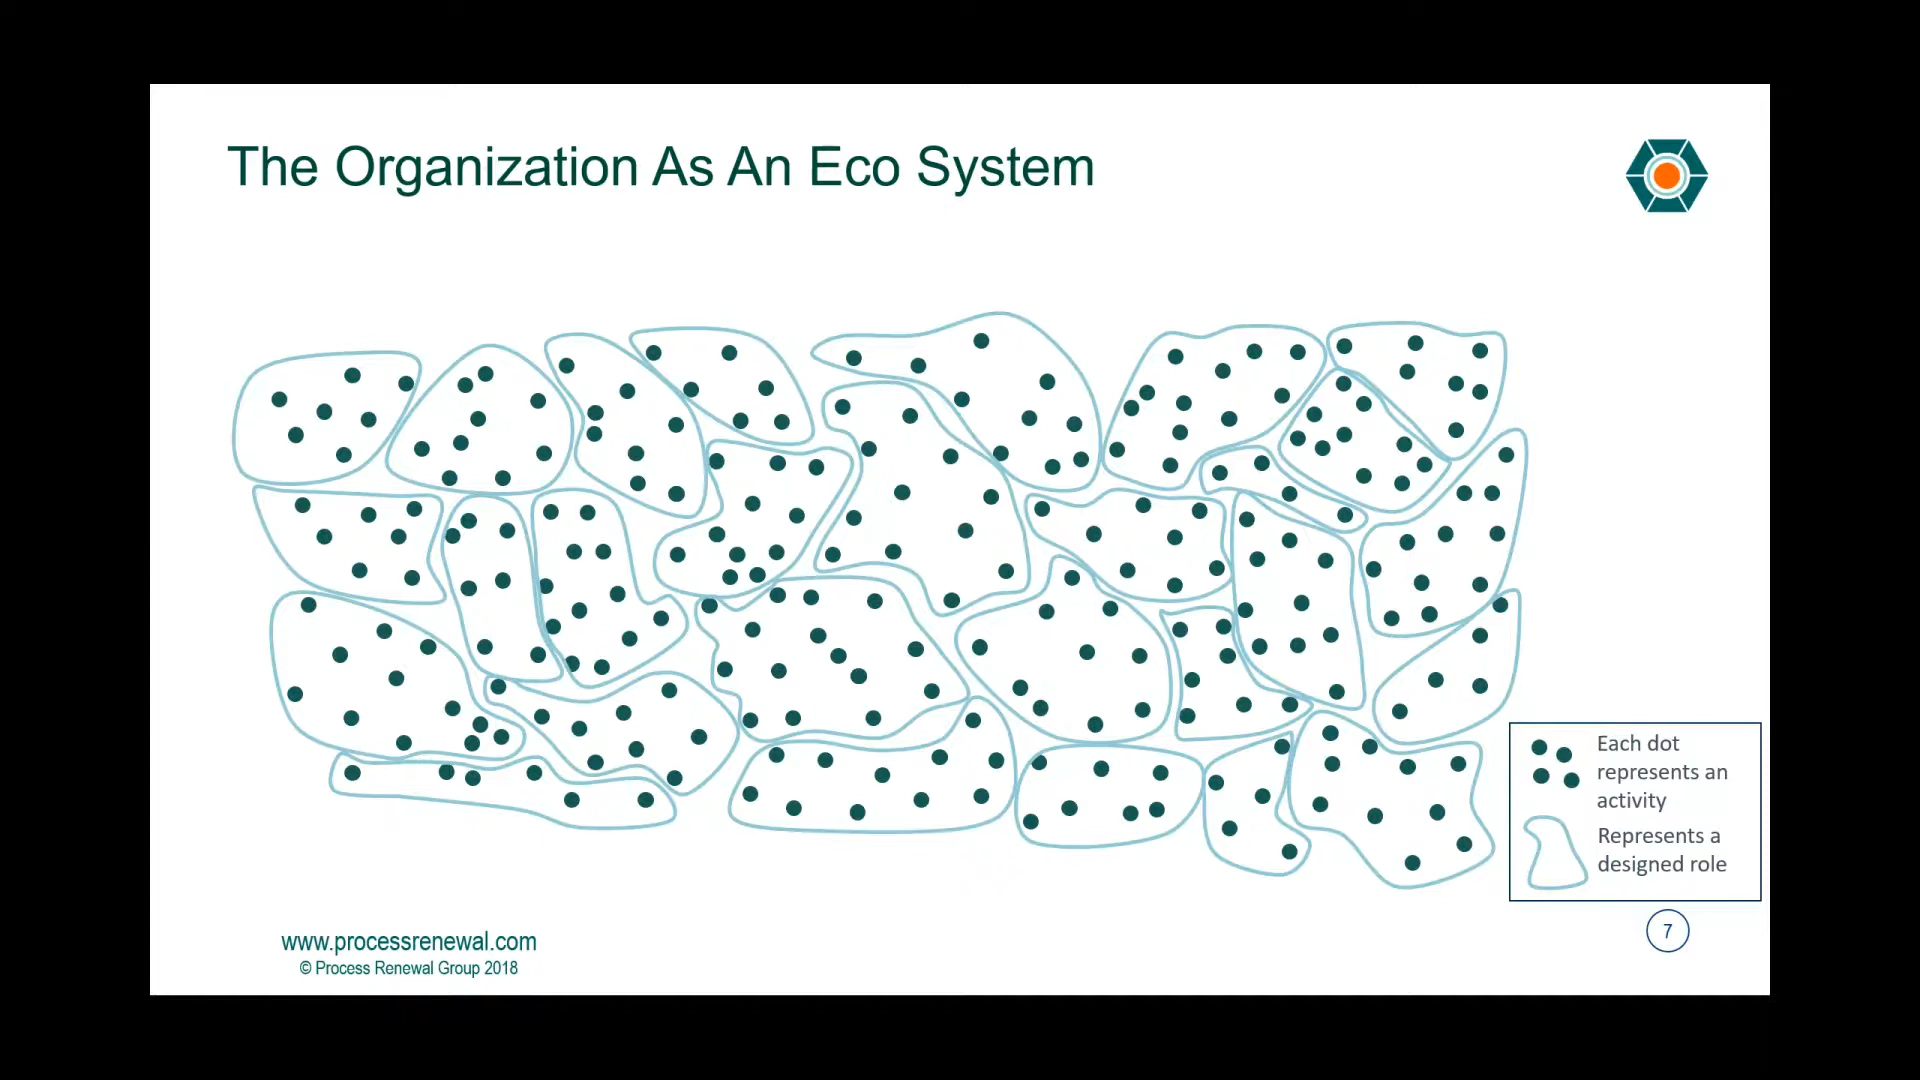 The Organization As An Eco System
Each dot
represents an
activity
Represents a
designed role
7
www.processrenewal.com
© Process Renewal Group 2018